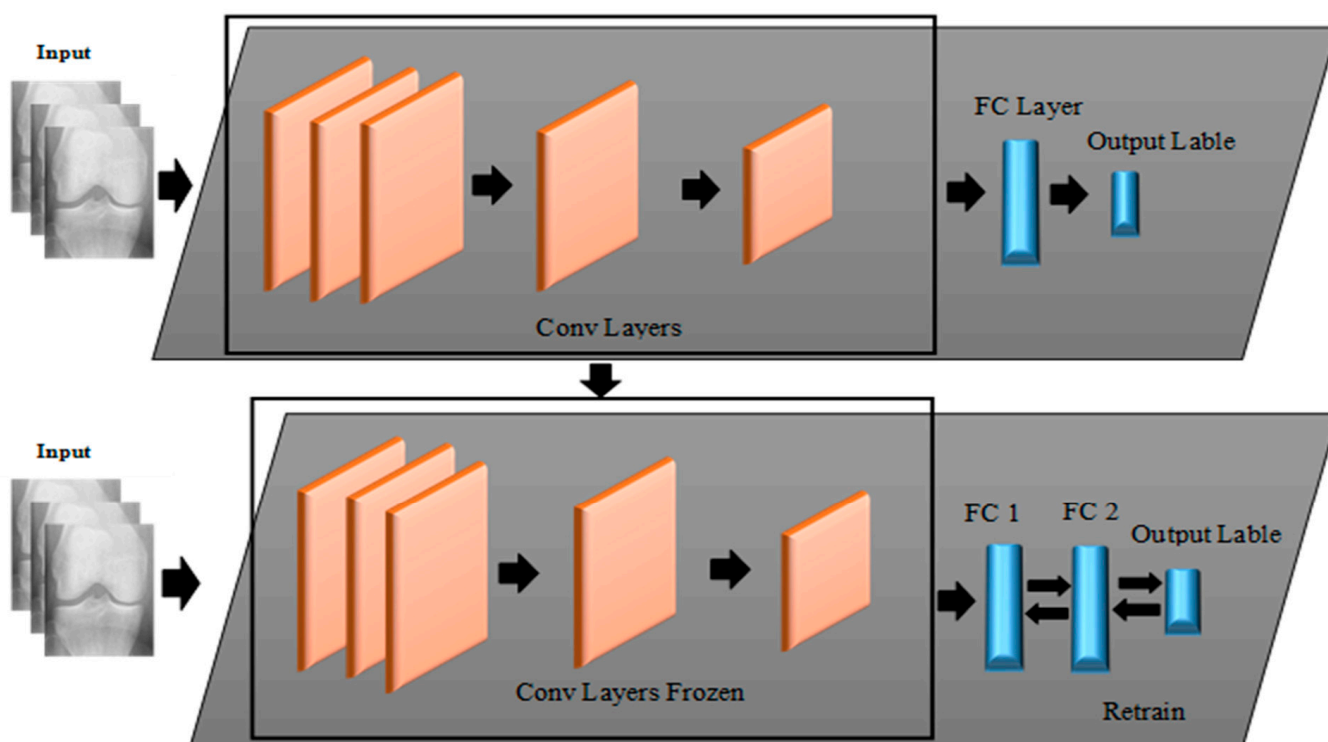 Input
FC Layer
Output Lable
Conv Layers
Input
FC 1
FC 2
Output Lable
Conv Layers Frozen
Retrain